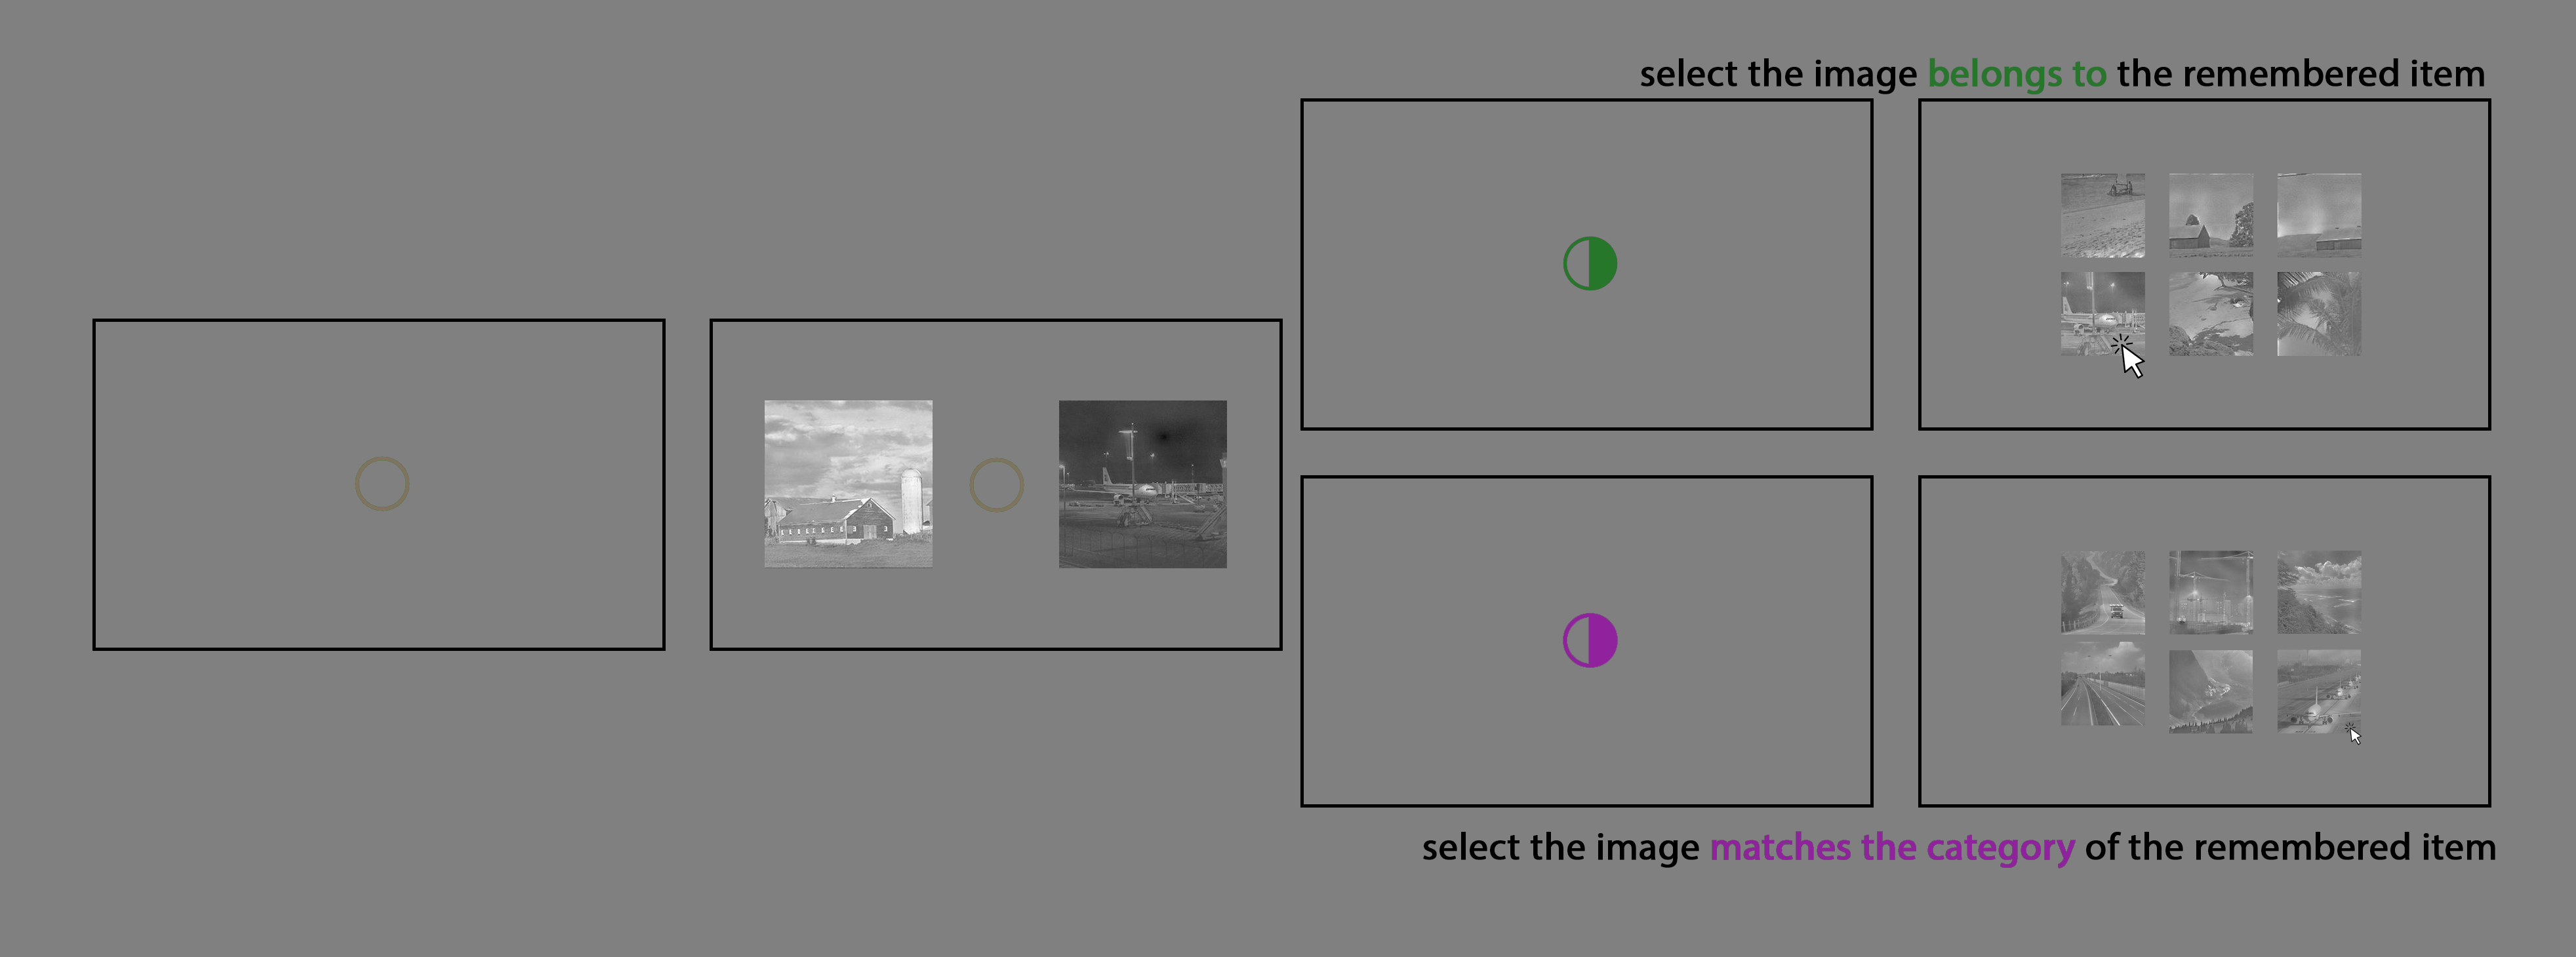 select the image belongs to the remembered item
select the image matches the category of the remembered item